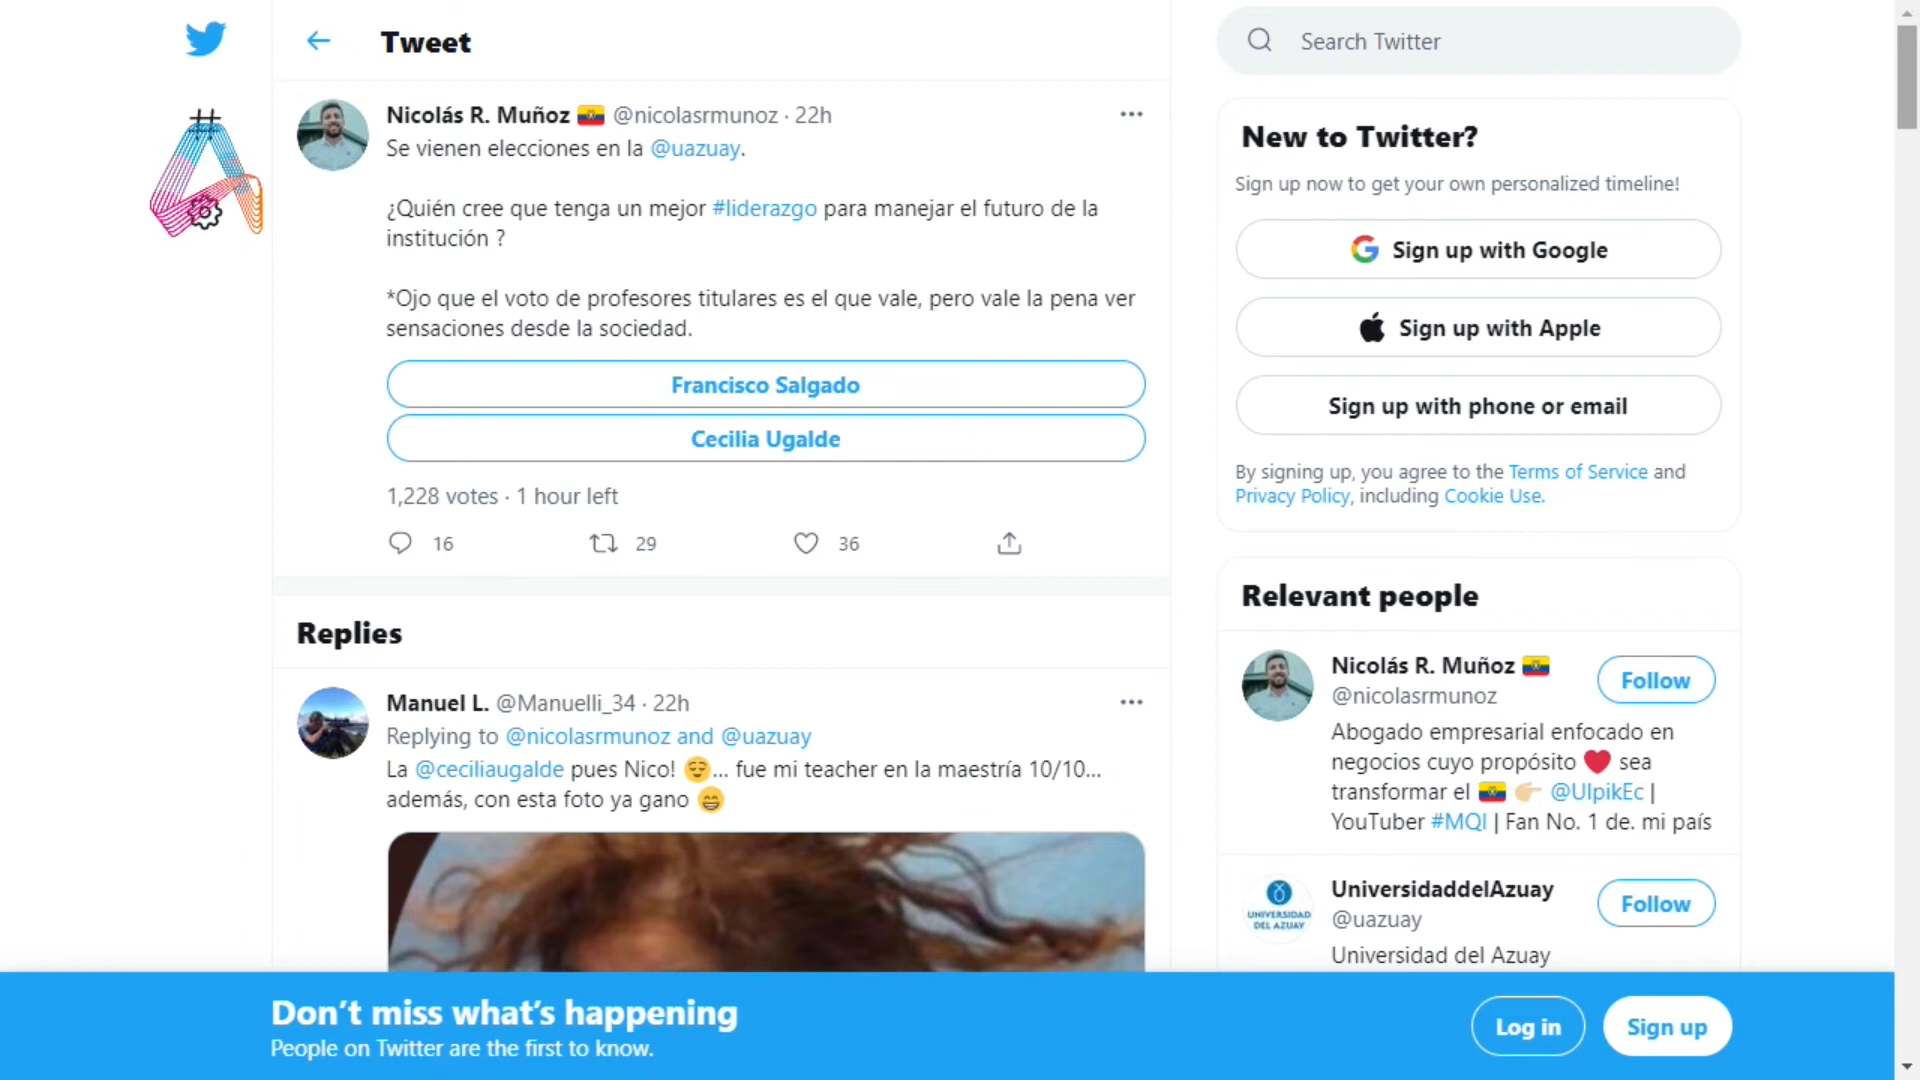 Tweet
Nicolás R. Muñoz 🇪🇨 @nicolasrmunoz · 22h
Se vienen elecciones en la @uazuay.
¿Quién cree que tenga un mejor #liderazgo para manejar el futuro de la
institución ?
*Ojo que el voto de profesores titulares es el que vale, pero vale la pena ver
sensaciones desde la sociedad.
Francisco Salgado
Cecilia Ugalde
1,228 votes · 1 hour left
16 29 36
Replies
Manuel L. @Manuelli_34 · 22h
Replying to @nicolasrmunoz and @uazuay
La @ceciliaugalde pues Nico! 😌... fue mi teacher en la maestría 10/10...
además, con esta foto ya gano 😁
Search Twitter
New to Twitter?
Sign up now to get your own personalized timeline!
Sign up with Google
Sign up with Apple
Sign up with phone or email
By signing up, you agree to the Terms of Service and
Privacy Policy, including Cookie Use.
Relevant people
Nicolás R. Muñoz 🇪🇨
@nicolasrmunoz
Follow
Abogado empresarial enfocado en
negocios cuyo propósito ❤️ sea
transformar el 🇪🇨 👉🏼 @UlpikEc |
YouTuber #MQI | Fan No. 1 de. mi país
UNIVERSIDAD
DEL AZUAY
UniversidaddelAzuay
@uazuay
Follow
Universidad del Azuay
Don't miss what's happening
People on Twitter are the first to know.
Log in
Sign up